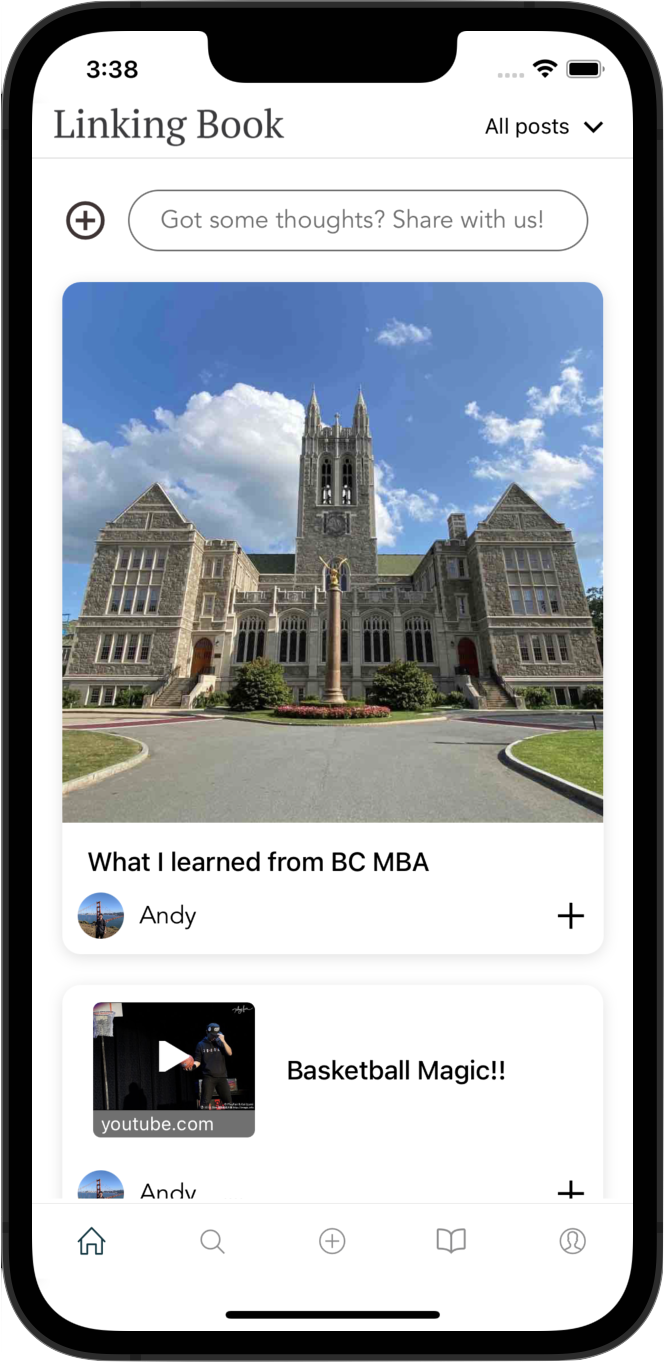 3:38
Linking Book
All posts
Got some thoughts? Share with us!
What I learned from BC MBA
Andy
youtube.com
Basketball Magic!!
Andy